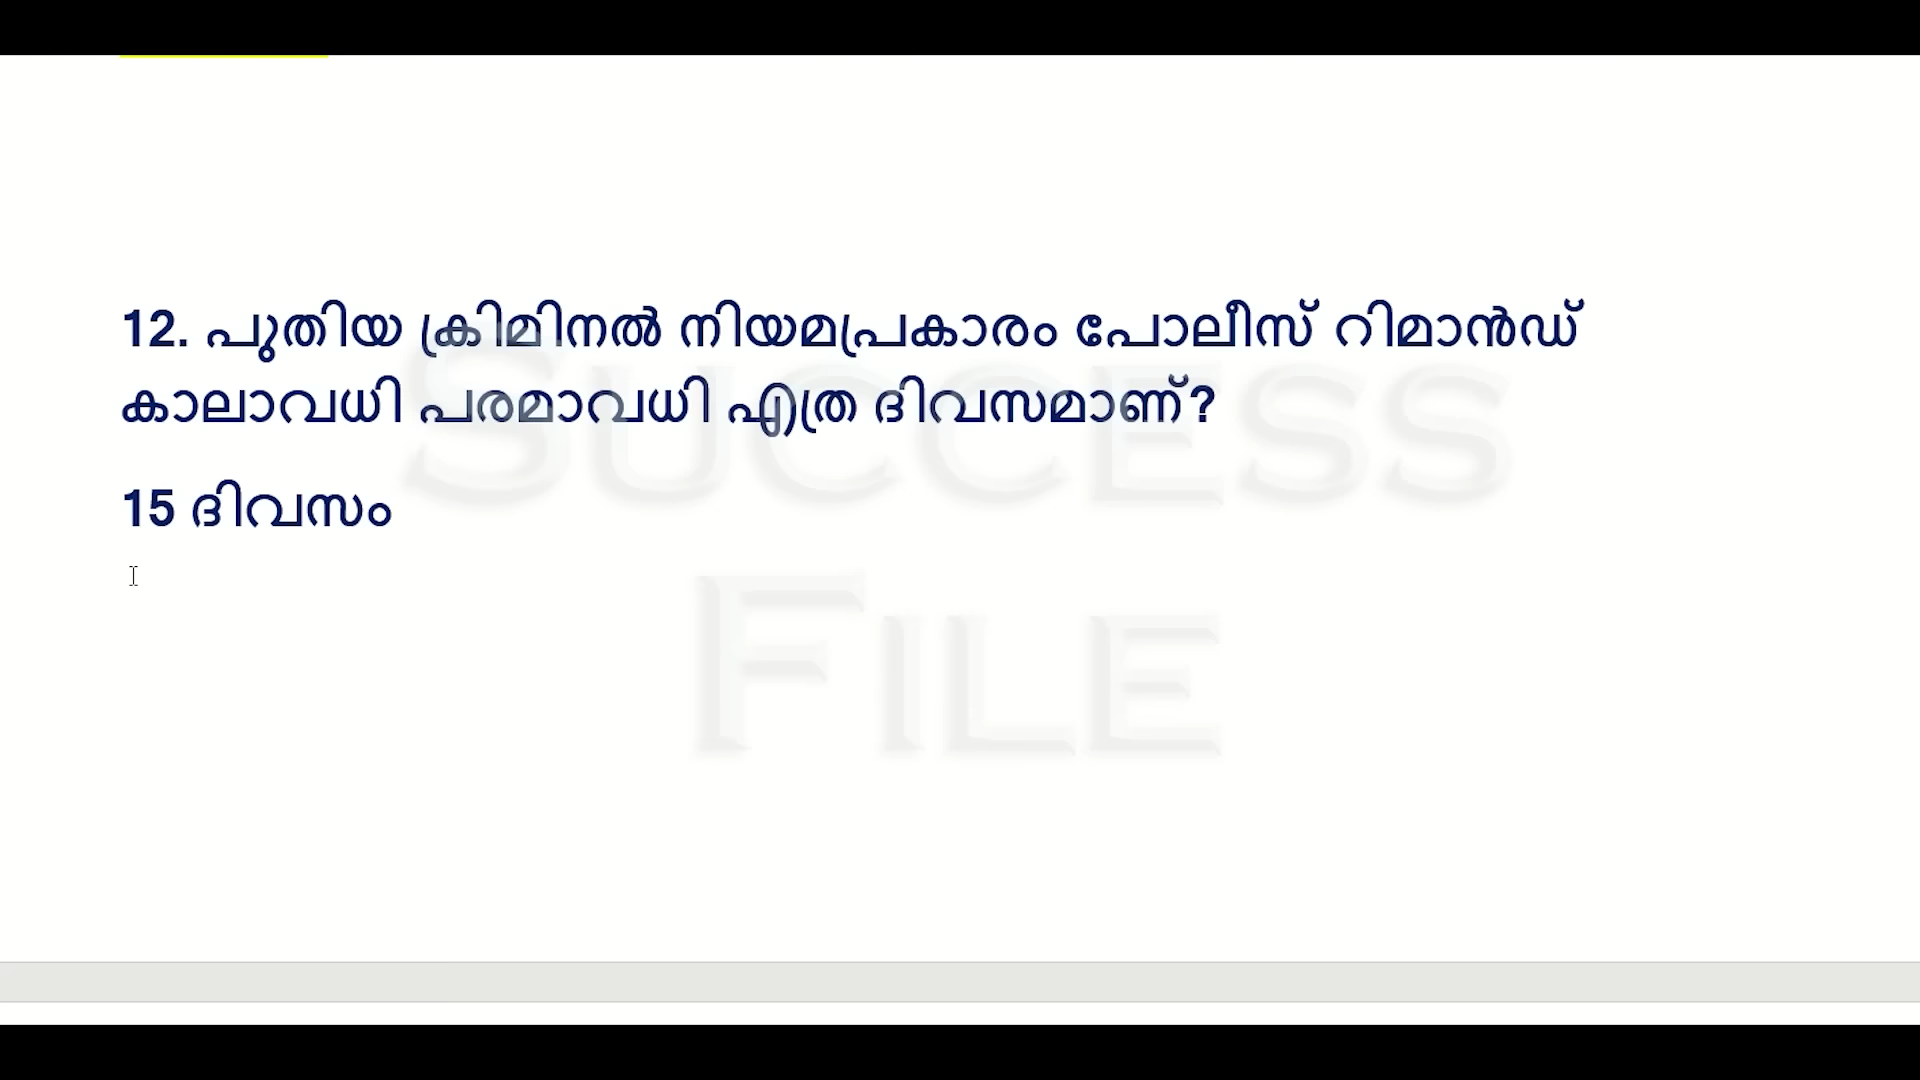 12. പുതിയ ക്രിമിനൽ നിയമപ്രകാരം പോലീസ് റിമാൻഡ്
കാലാവധി പരമാവധി എത്ര ദിവസമാണ്?
15 ദിവസം
SUCCESS
FILE